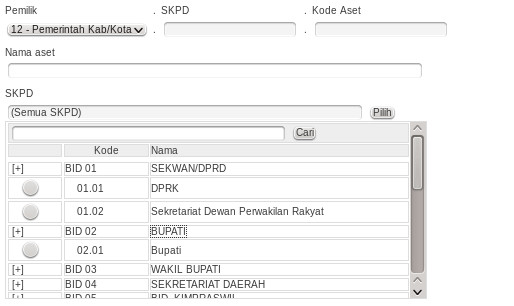 Pemilik . SKPD . Kode Aset
12 - Pemerintah Kab/Kota . .
Nama aset
SKPD
(Semua SKPD) Pilih
Cari
Kode Nama
[+] BID 01 SEKWAN/DPRD
01.01 DPRK
01.02 Sekretariat Dewan Perwakilan Rakyat
[+] BID 02 BUPATI
02.01 Bupati
[+] BID 03 WAKIL BUPATI
[+] BID 04 SEKRETARIAT DAERAH
[+] BID 05 BID. KIMPRASWIL